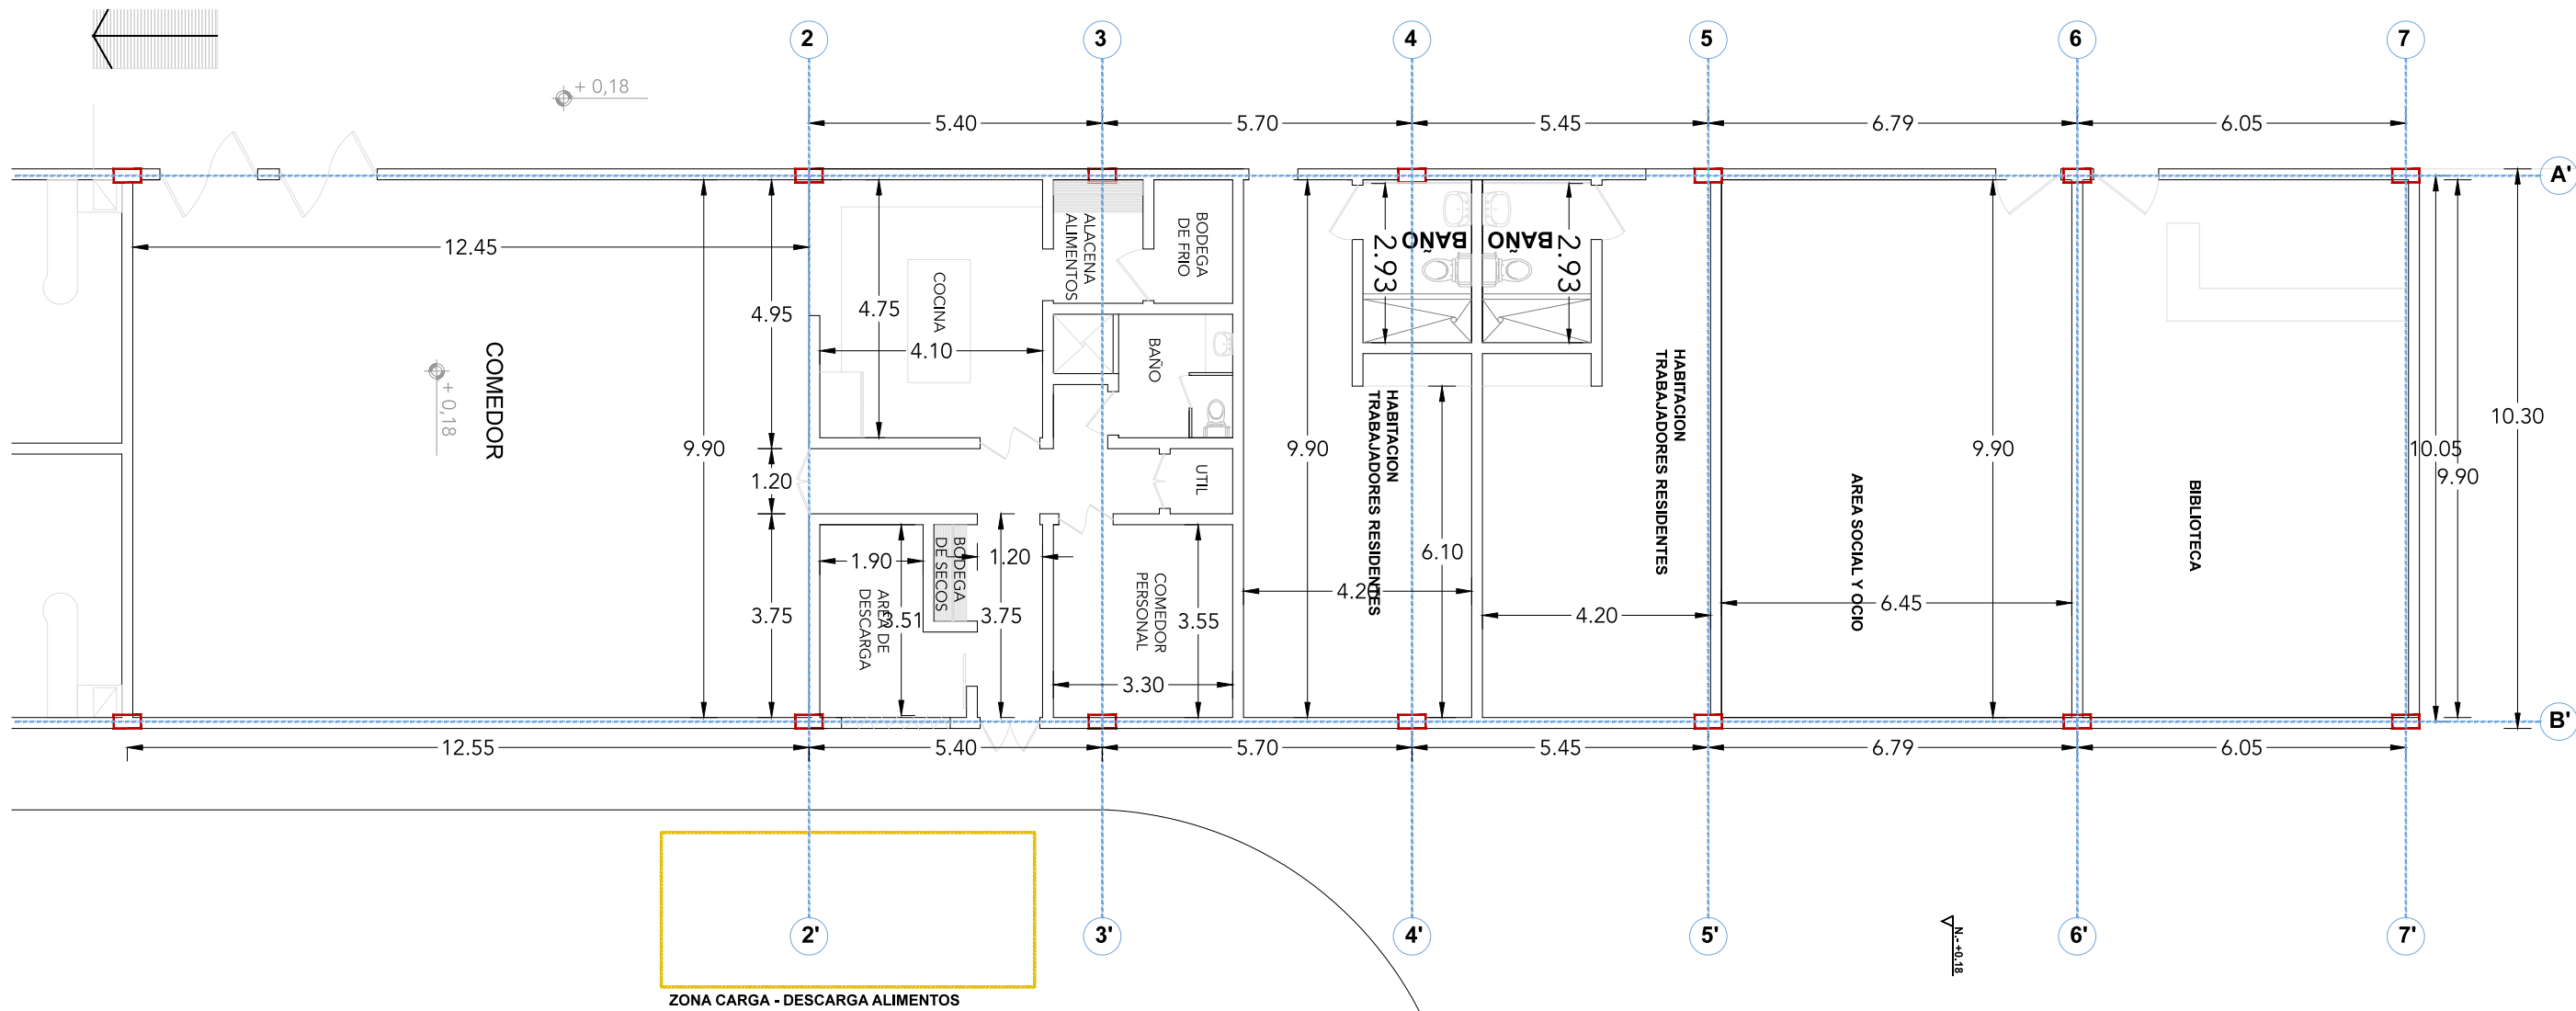 2
3
4
5
6
7
+ 0,18
5.40
5.70
5.45
6.79
6.05
A'
12.45
4.95
4.75
COCINA
4.10
ALACENA
ALIMENTOS
BODEGA
DE FRIO
BAÑO
2.93
BAÑO
BAÑO
2.93
COMEDOR
+ 0,18
9.90
1.20
3.75
UTIL
9.90
HABITACION
TRABAJADORES RESIDENTES
HABITACION
TRABAJADORES RESIDENTES
6.10
4.20
4.20
9.90
AREA SOCIAL Y OCIO
6.45
BIBLIOTECA
10.05
9.90
10.30
1.90
BODEGA
DE SECOS
1.20
AREA DE
DESCARGA
3.51
3.75
COMEDOR
PERSONAL
3.55
3.30
B'
12.55
5.40
5.70
5.45
6.79
6.05
2'
3'
4'
5'
6'
7'
N.-+0.18
ZONA CARGA - DESCARGA ALIMENTOS